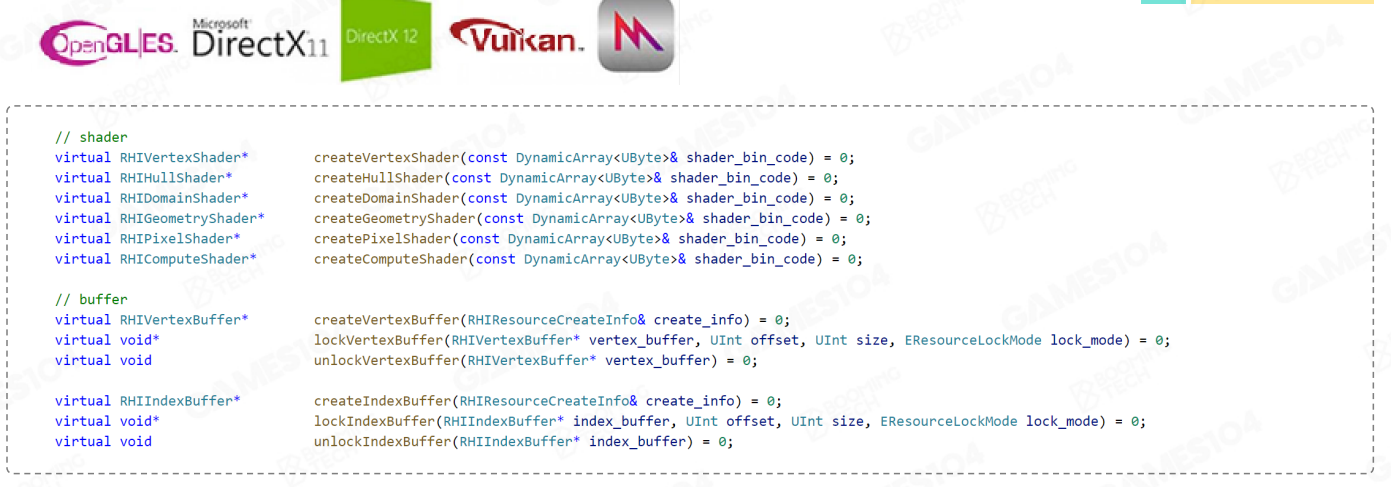 OpenGL|ES.
Microsoft®
DirectX11
DirectX 12
Vulkan™
// shader
virtual RHIVertexShader* createVertexShader(const DynamicArray<UByte>& shader_bin_code) = 0;
virtual RHIHullShader* createHullShader(const DynamicArray<UByte>& shader_bin_code) = 0;
virtual RHIDomainShader* createDomainShader(const DynamicArray<UByte>& shader_bin_code) = 0;
virtual RHIGeometryShader* createGeometryShader(const DynamicArray<UByte>& shader_bin_code) = 0;
virtual RHIPixelShader* createPixelShader(const DynamicArray<UByte>& shader_bin_code) = 0;
virtual RHIComputeShader* createComputeShader(const DynamicArray<UByte>& shader_bin_code) = 0;
// buffer
virtual RHIVertexBuffer* createVertexBuffer(RHIResourceCreateInfo& create_info) = 0;
virtual void* lockVertexBuffer(RHIVertexBuffer* vertex_buffer, UInt offset, UInt size, EResourceLockMode lock_mode) = 0;
virtual void unlockVertexBuffer(RHIVertexBuffer* vertex_buffer) = 0;
virtual RHIIndexBuffer* createIndexBuffer(RHIResourceCreateInfo& create_info) = 0;
virtual void* lockIndexBuffer(RHIIndexBuffer* index_buffer, UInt offset, UInt size, EResourceLockMode lock_mode) = 0;
virtual void unlockIndexBuffer(RHIIndexBuffer* index_buffer) = 0;
GAMES104
BOOMING TECH